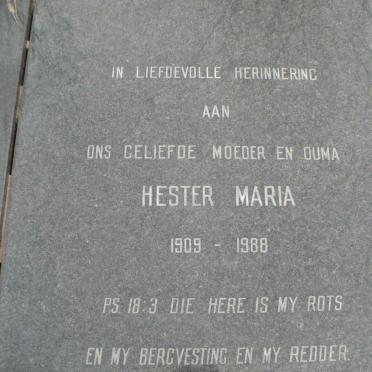 IN LIEFDEVOLLE HERINNERING
AAN
ONS GELIEFDE MOEDER EN OUMA
HESTER MARIA
1909 - 1988
PS. 18:3 DIE HERE IS MY ROTS
EN MY BERGVESTING EN MY REDDER.